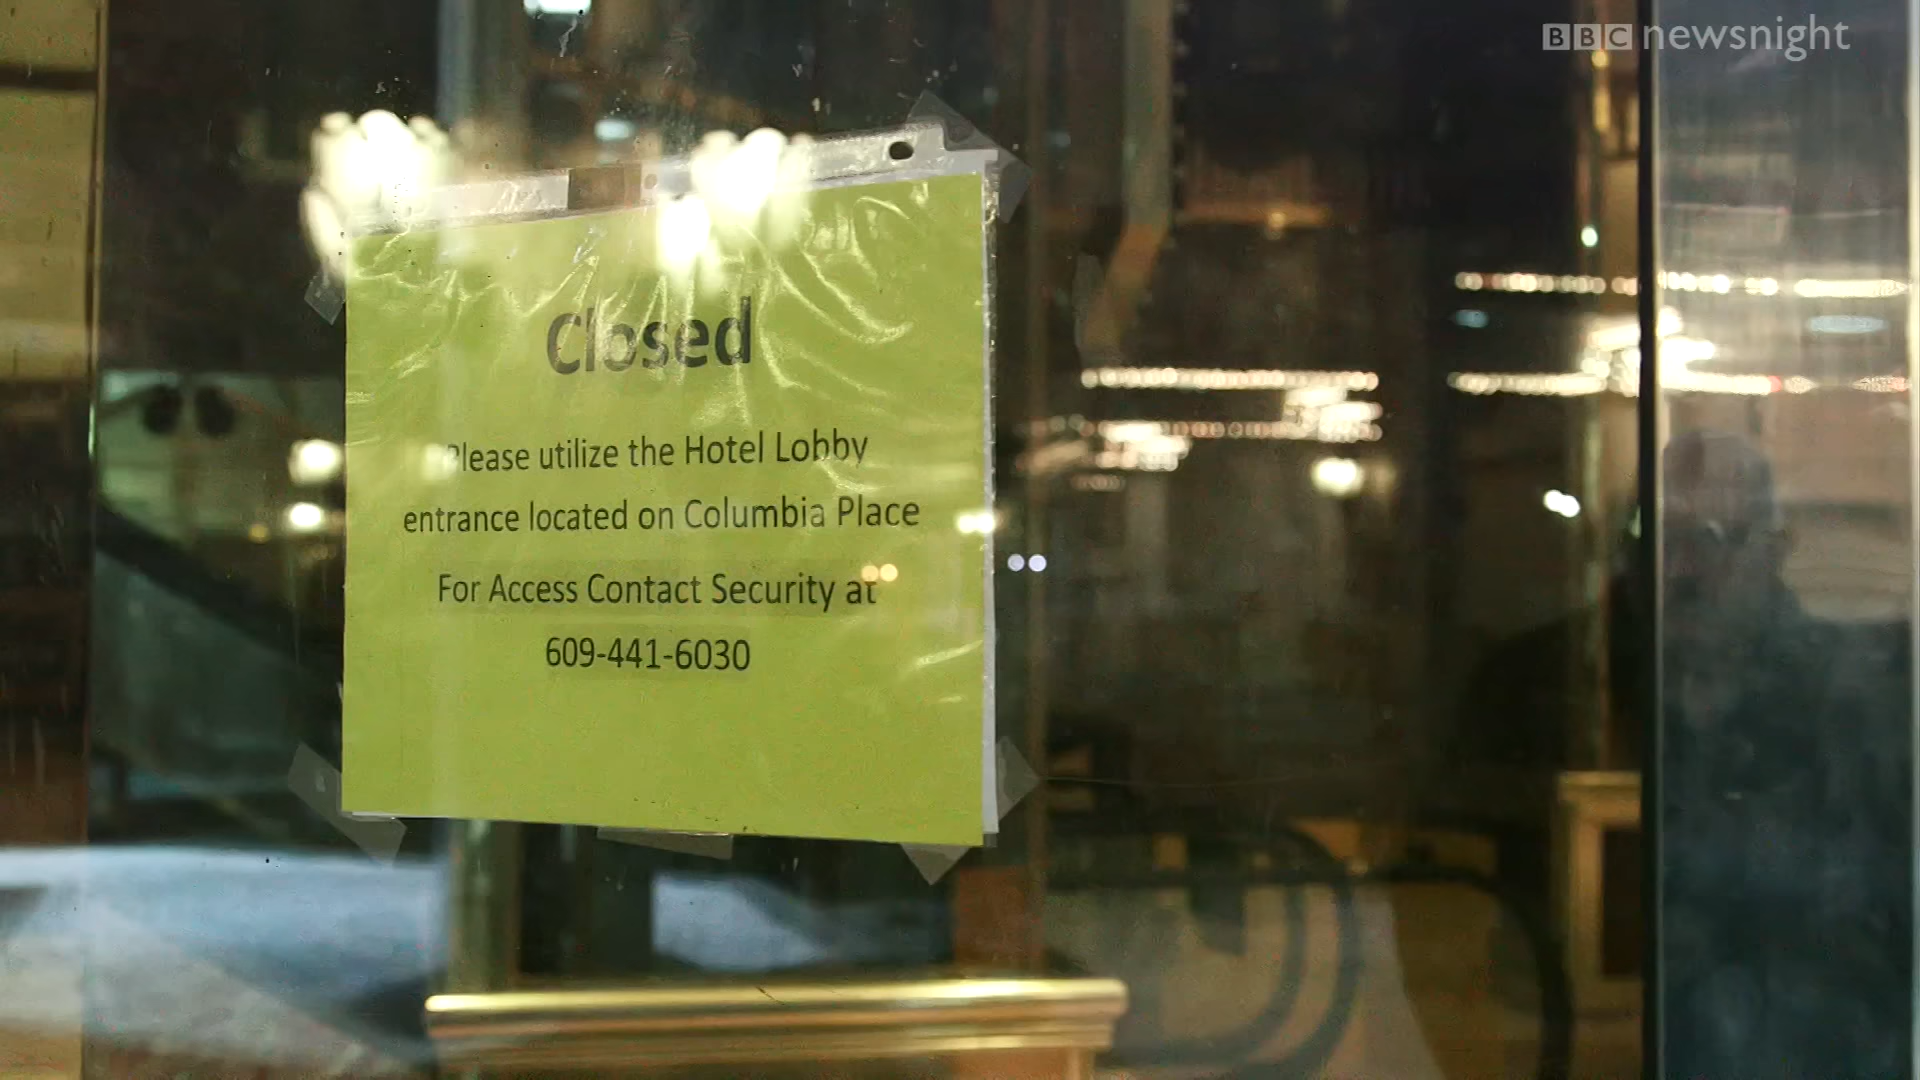 BBC newsnight
Closed
Please utilize the Hotel Lobby
entrance located on Columbia Place
For Access Contact Security at
609-441-6030